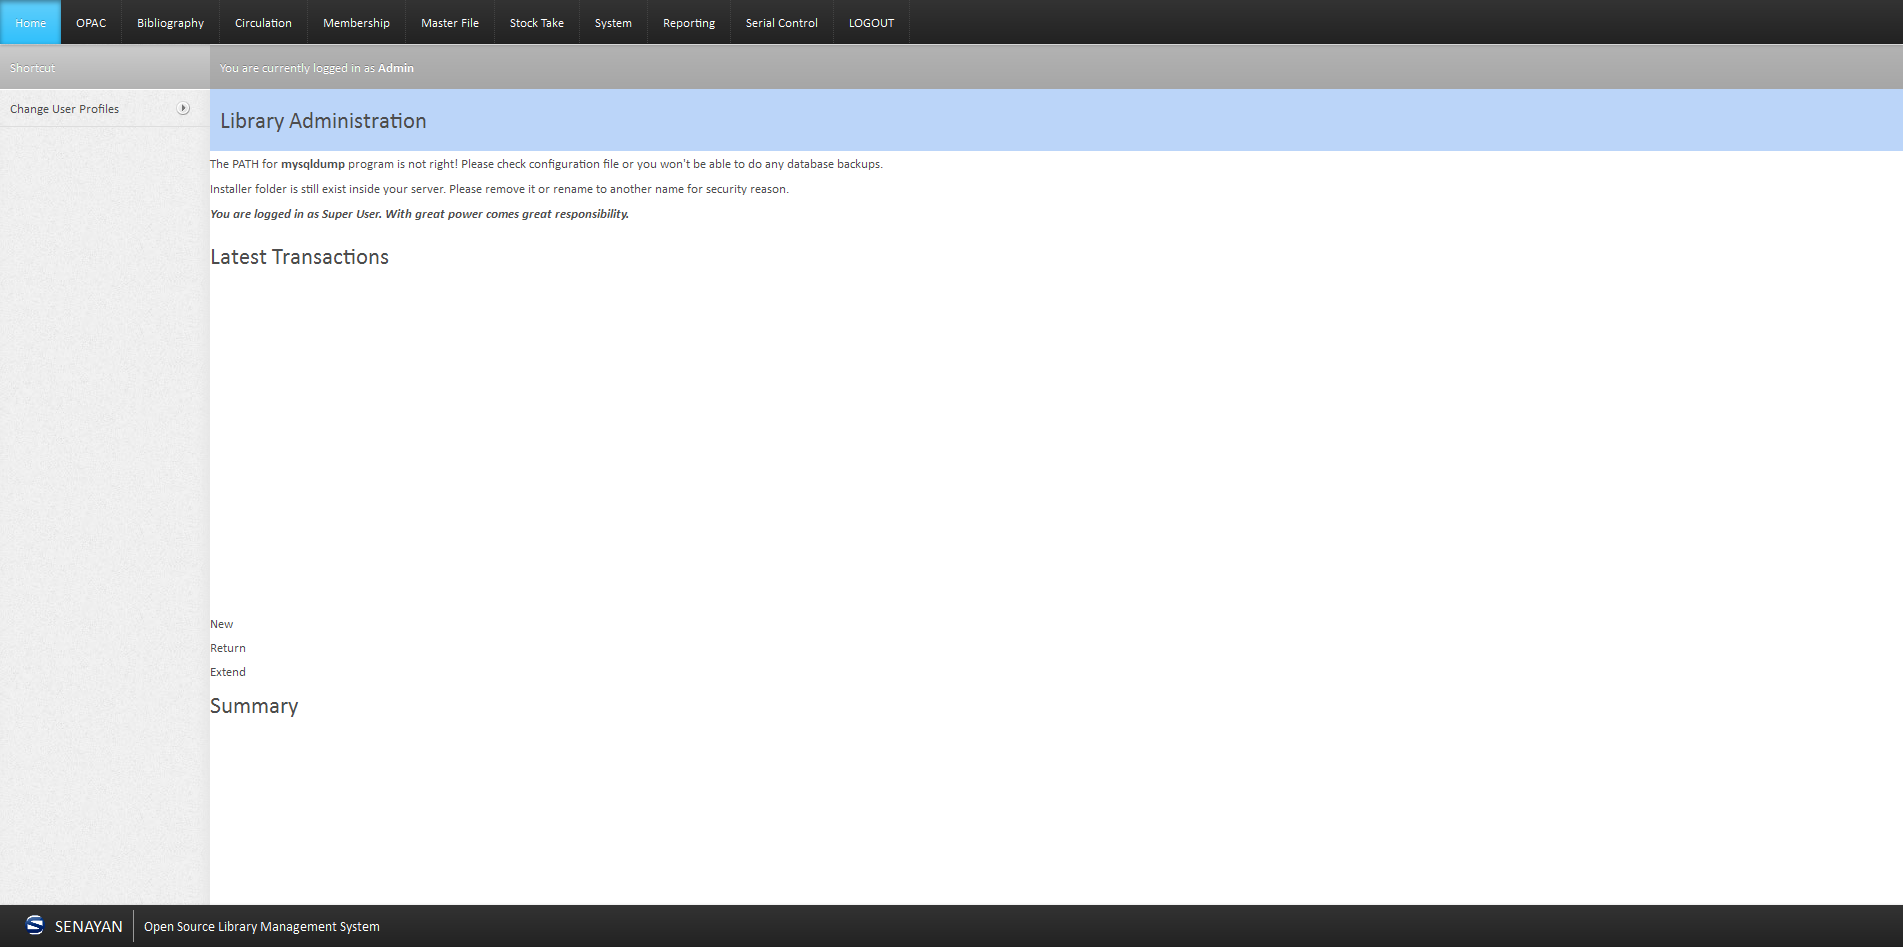 Home OPAC Bibliography Circulation Membership Master File Stock Take System Reporting Serial Control LOGOUT
Shortcut
You are currently logged in as Admin
Change User Profiles
Library Administration
The PATH for mysqldump program is not right! Please check configuration file or you won't be able to do any database backups.
Installer folder is still exist inside your server. Please remove it or rename to another name for security reason.
You are logged in as Super User. With great power comes great responsibility.
Latest Transactions
New
Return
Extend
Summary
SENAYAN Open Source Library Management System